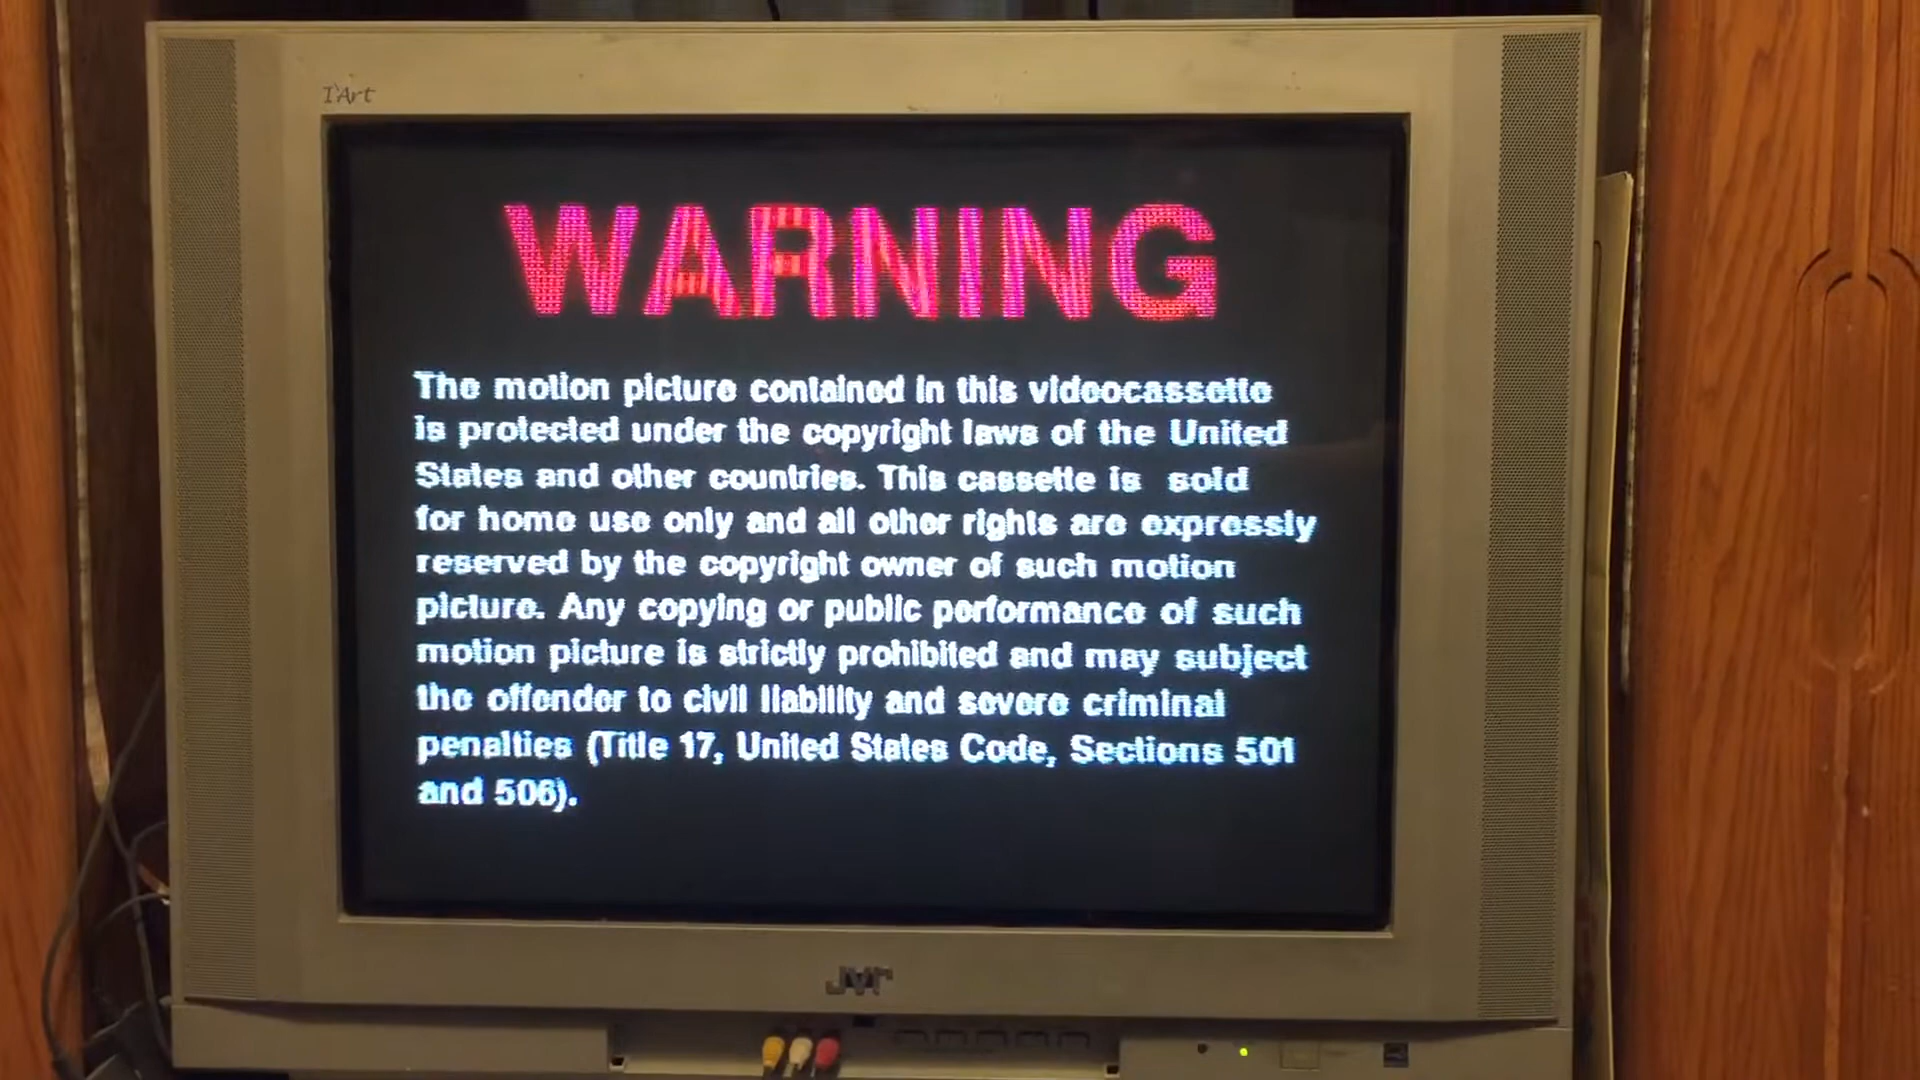 I'Art
WARNING
The motion picture contained in this videocassette
is protected under the copyright laws of the United
States and other countries. This cassette is sold
for home use only and all other rights are expressly
reserved by the copyright owner of such motion
picture. Any copying or public performance of such
motion picture is strictly prohibited and may subject
the offender to civil liability and severe criminal
penalties (Title 17, United States Code, Sections 501
and 506).
JVC